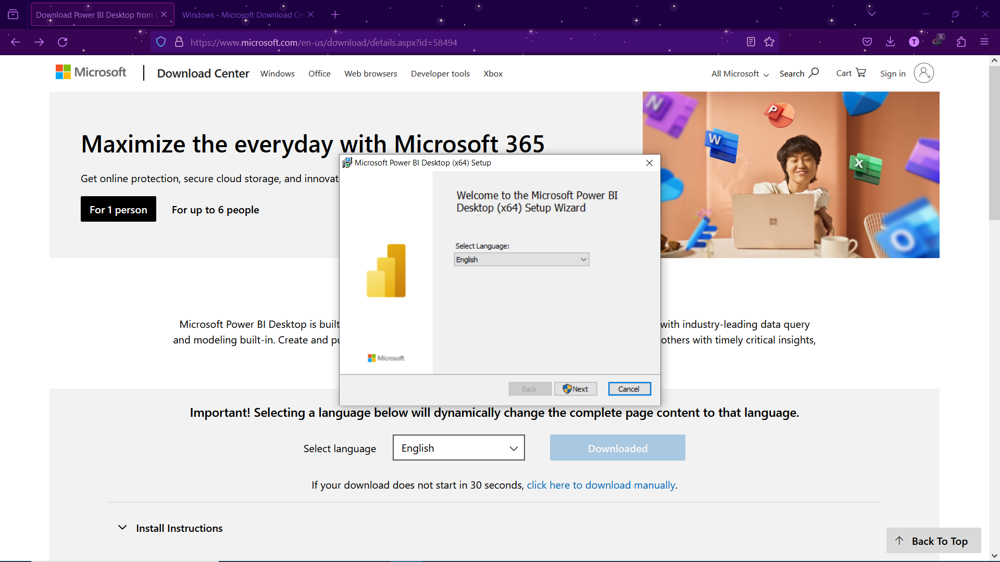 Download Power BI Desktop from
Windows - Microsoft Download Cen
https://www.microsoft.com/en-us/download/details.aspx?id=58494
T
X
Microsoft
Download Center
Windows
Office
Web browsers
Developer tools
Xbox
All Microsoft
Search
Cart
Sign in
Maximize the everyday with Microsoft 365
Get online protection, secure cloud storage, and innovat
For 1 person
For up to 6 people
N
P
W
X
O
Microsoft Power BI Desktop (x64) Setup
Welcome to the Microsoft Power BI
Desktop (x64) Setup Wizard
Select Language:
English
Microsoft
Back
Next
Cancel
Microsoft Power BI Desktop is built
with industry-leading data query
and modeling built-in. Create and pu
others with timely critical insights,
Important! Selecting a language below will dynamically change the complete page content to that language.
Select language
English
Downloaded
If your download does not start in 30 seconds, click here to download manually.
Install Instructions
Back To Top